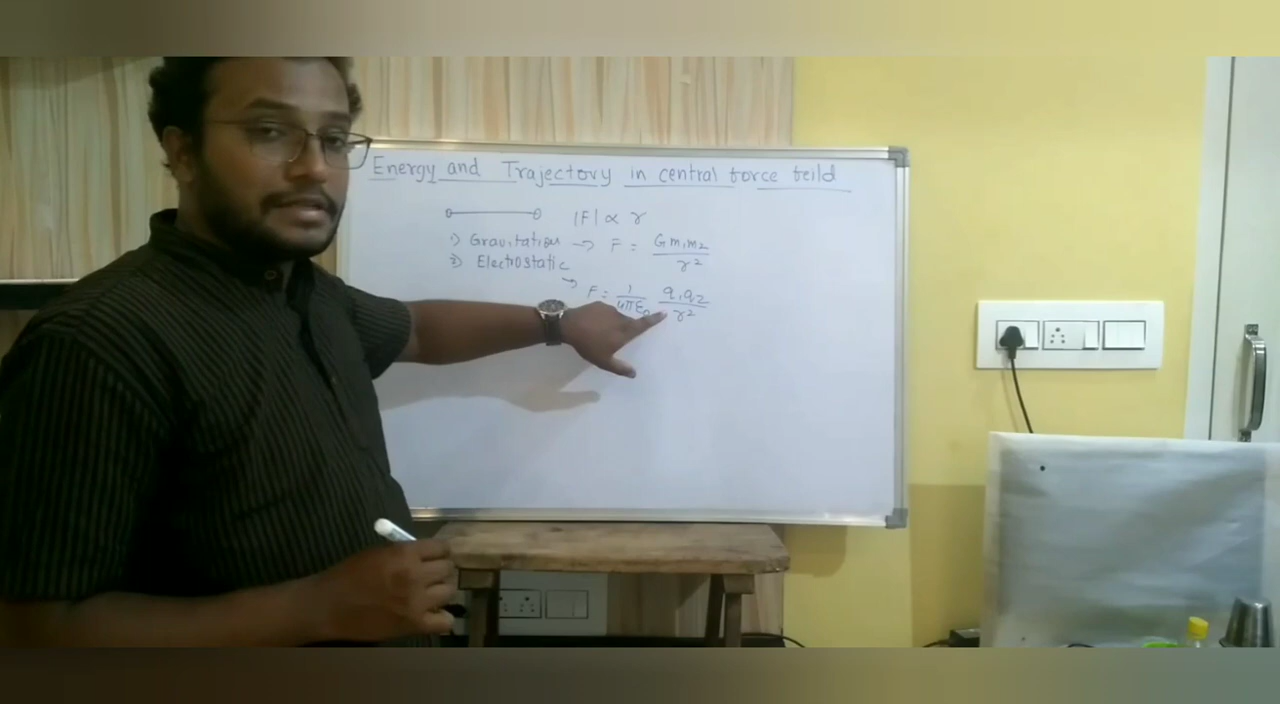 Energy and Trajectory in central force feild
|F| ∝ r
1) Gravitation → F = Gm₁m₂ / r²
2) Electrostatic
→ F = 1 / 4πε₀ q₁q₂ / r²